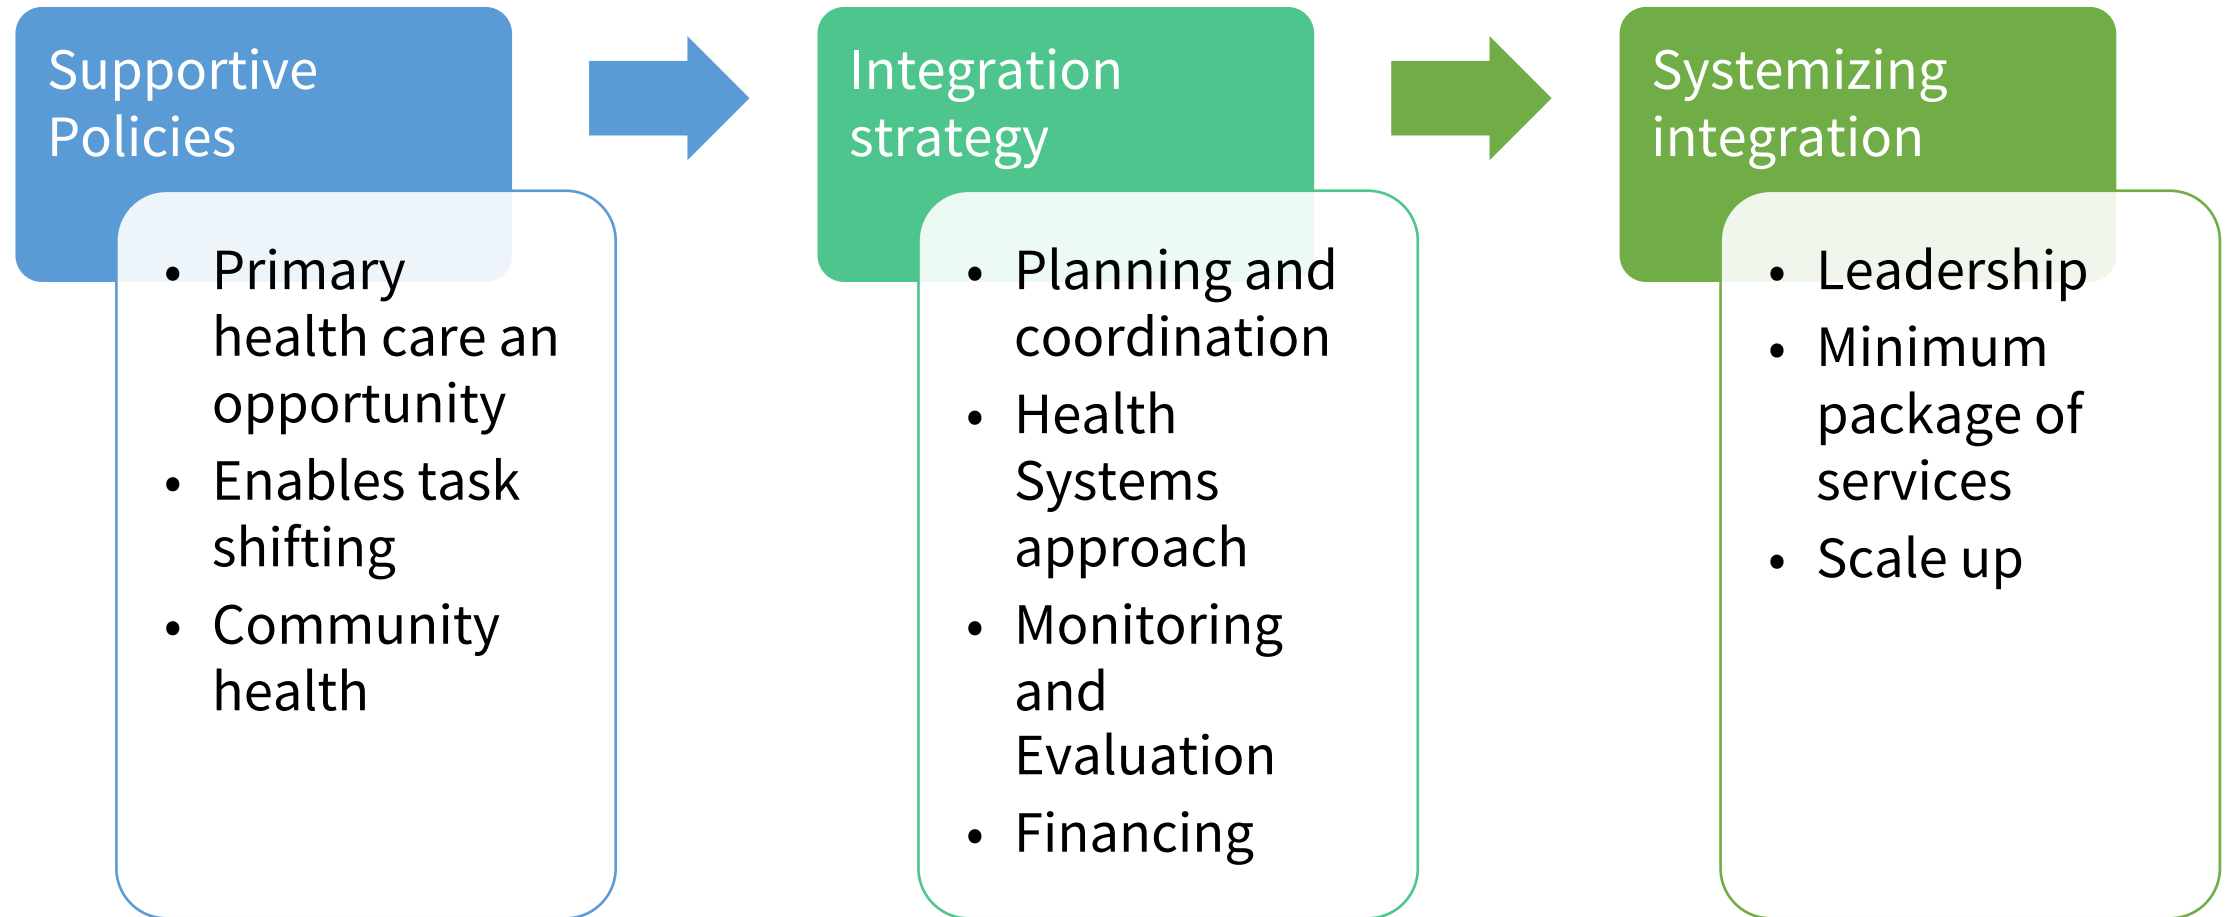 Supportive
Policies
• Primary
health care an
opportunity
• Enables task
shifting
• Community
health
Integration
strategy
• Planning and
coordination
• Health
Systems
approach
• Monitoring
and
Evaluation
• Financing
Systemizing
integration
• Leadership
• Minimum
package of
services
• Scale up